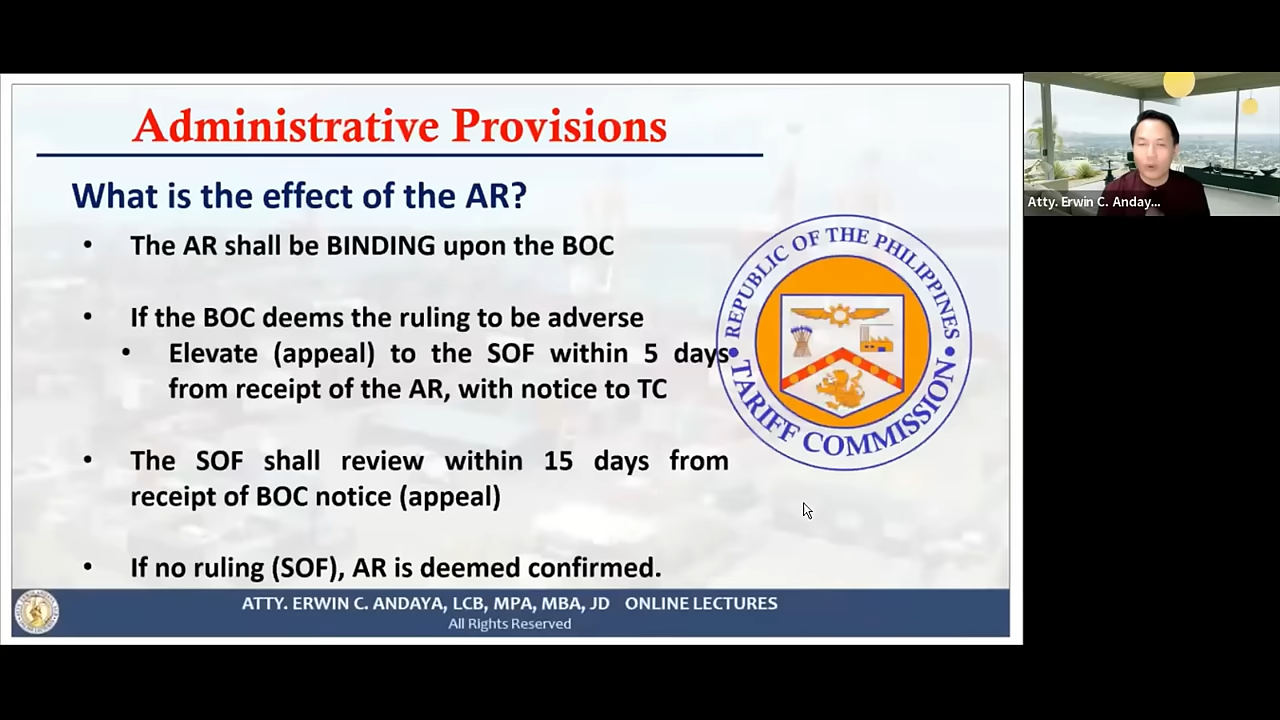 Administrative Provisions
What is the effect of the AR?
• The AR shall be BINDING upon the BOC
• If the BOC deems the ruling to be adverse
• Elevate (appeal) to the SOF within 5 days
from receipt of the AR, with notice to TC
• The SOF shall review within 15 days from
receipt of BOC notice (appeal)
• If no ruling (SOF), AR is deemed confirmed.
REPUBLIC OF THE PHILIPPINES
• TARIFF COMMISSION •
ATTY. ERWIN C. ANDAYA, LCB, MPA, MBA, JD ONLINE LECTURES
All Rights Reserved
Atty. Erwin C. Anday...